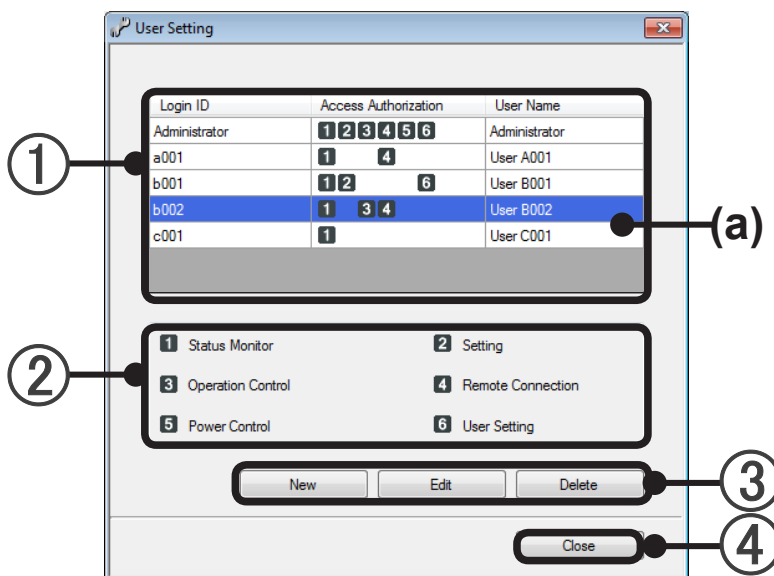 User Setting
Login ID Access Authorization User Name
Administrator 1 2 3 4 5 6 Administrator
① a001 1 4 User A001
b001 1 2 6 User B001
b002 1 3 4 User B002 (a)
c001 1 User C001
1 Status Monitor 2 Setting
② 3 Operation Control 4 Remote Connection
5 Power Control 6 User Setting
New Edit Delete ③
Close ④